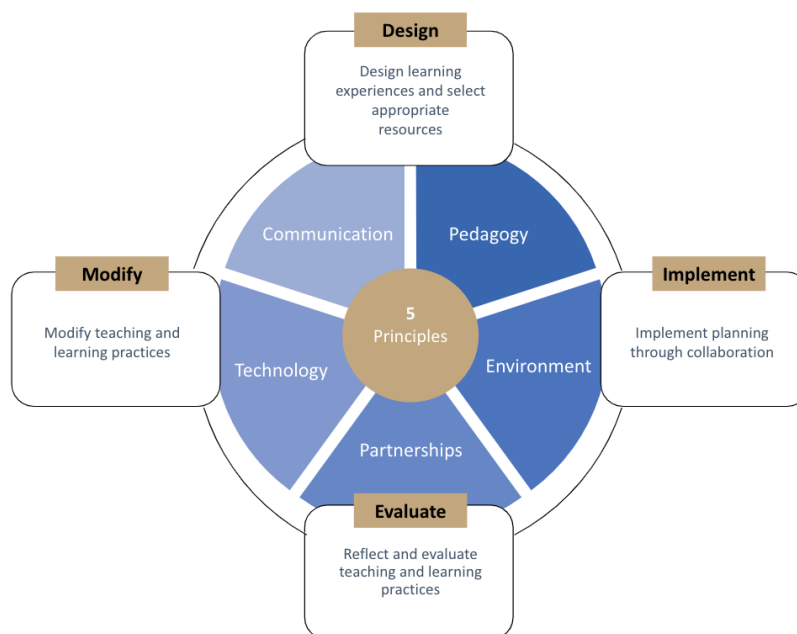 Design
Design learning
experiences and select
appropriate
resources
Communication
Pedagogy
Modify
Modify teaching and
learning practices
5
Principles
Implement
Implement planning
through collaboration
Technology
Environment
Partnerships
Evaluate
Reflect and evaluate
teaching and learning
practices